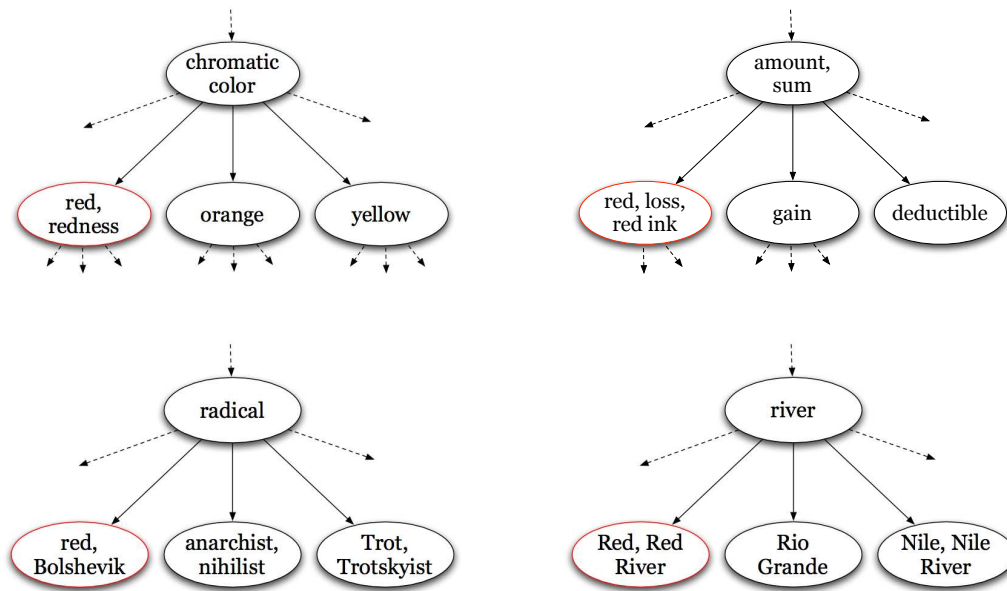 chromatic
color
red,
redness
orange
yellow
amount,
sum
red, loss,
red ink
gain
deductible
radical
red,
Bolshevik
anarchist,
nihilist
Trot,
Trotskyist
river
Red, Red
River
Rio
Grande
Nile, Nile
River